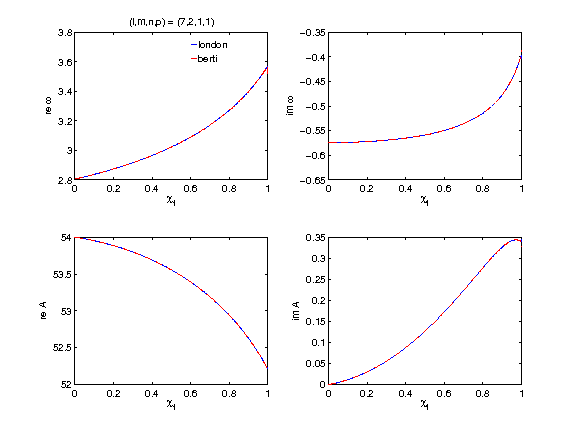 (l,m,n,p) = (7,2,1,1)
3.8
3.6
3.4
3.2
3
2.8
re ω
london
berti
0 0.2 0.4 0.6 0.8 1
χf
−0.35
−0.4
−0.45
−0.5
−0.55
−0.6
−0.65
im ω
0 0.2 0.4 0.6 0.8 1
χf
54
53.5
53
52.5
52
re A
0 0.2 0.4 0.6 0.8 1
χf
0.35
0.3
0.25
0.2
0.15
0.1
0.05
0
im A
0 0.2 0.4 0.6 0.8 1
χf